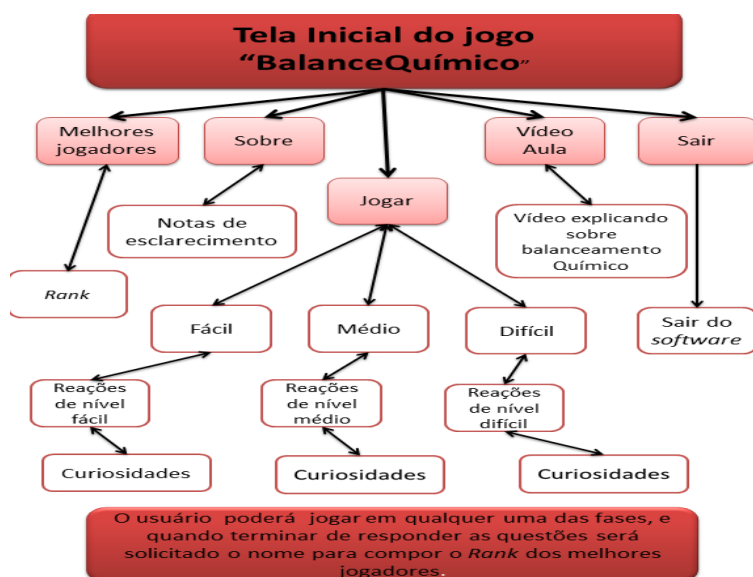 Tela Inicial do jogo
“BalanceQuímico”
Melhores
jogadores
Sobre
Jogar
Vídeo
Aula
Sair
Notas de
esclarecimento
Vídeo explicando
sobre
balanceamento
Químico
Rank
Fácil
Médio
Difícil
Sair do
software
Reações
de nível
fácil
Reações
de nível
médio
Reações
de nível
difícil
Curiosidades
Curiosidades
Curiosidades
O usuário poderá jogar em qualquer uma das fases, e
quando terminar de responder as questões será
solicitado o nome para compor o Rank dos melhores
jogadores.